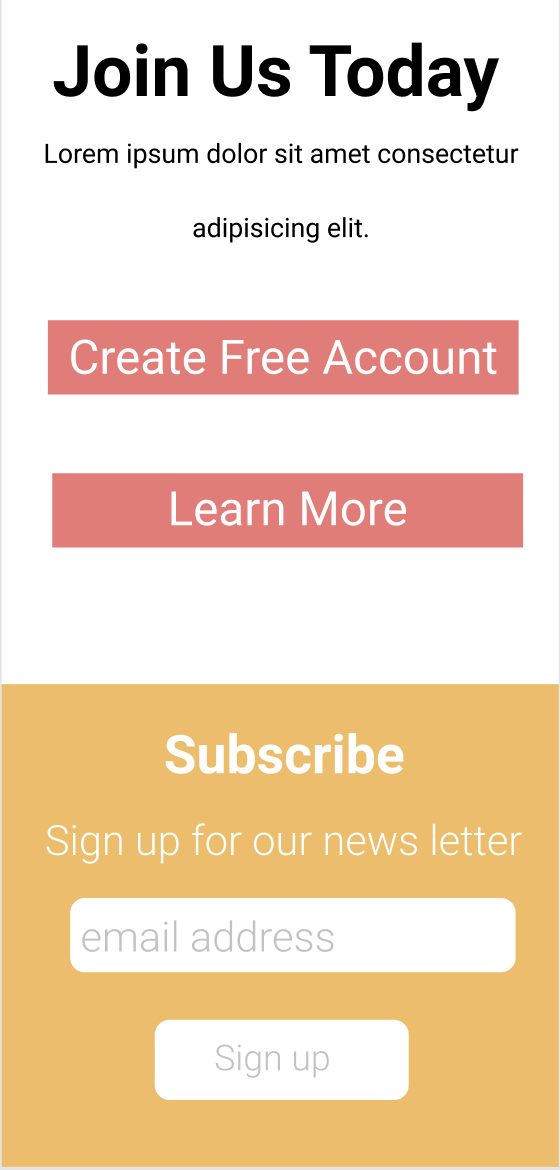 Join Us Today
Lorem ipsum dolor sit amet consectetur
adipisicing elit.
Create Free Account
Learn More
Subscribe
Sign up for our news letter
email address
Sign up